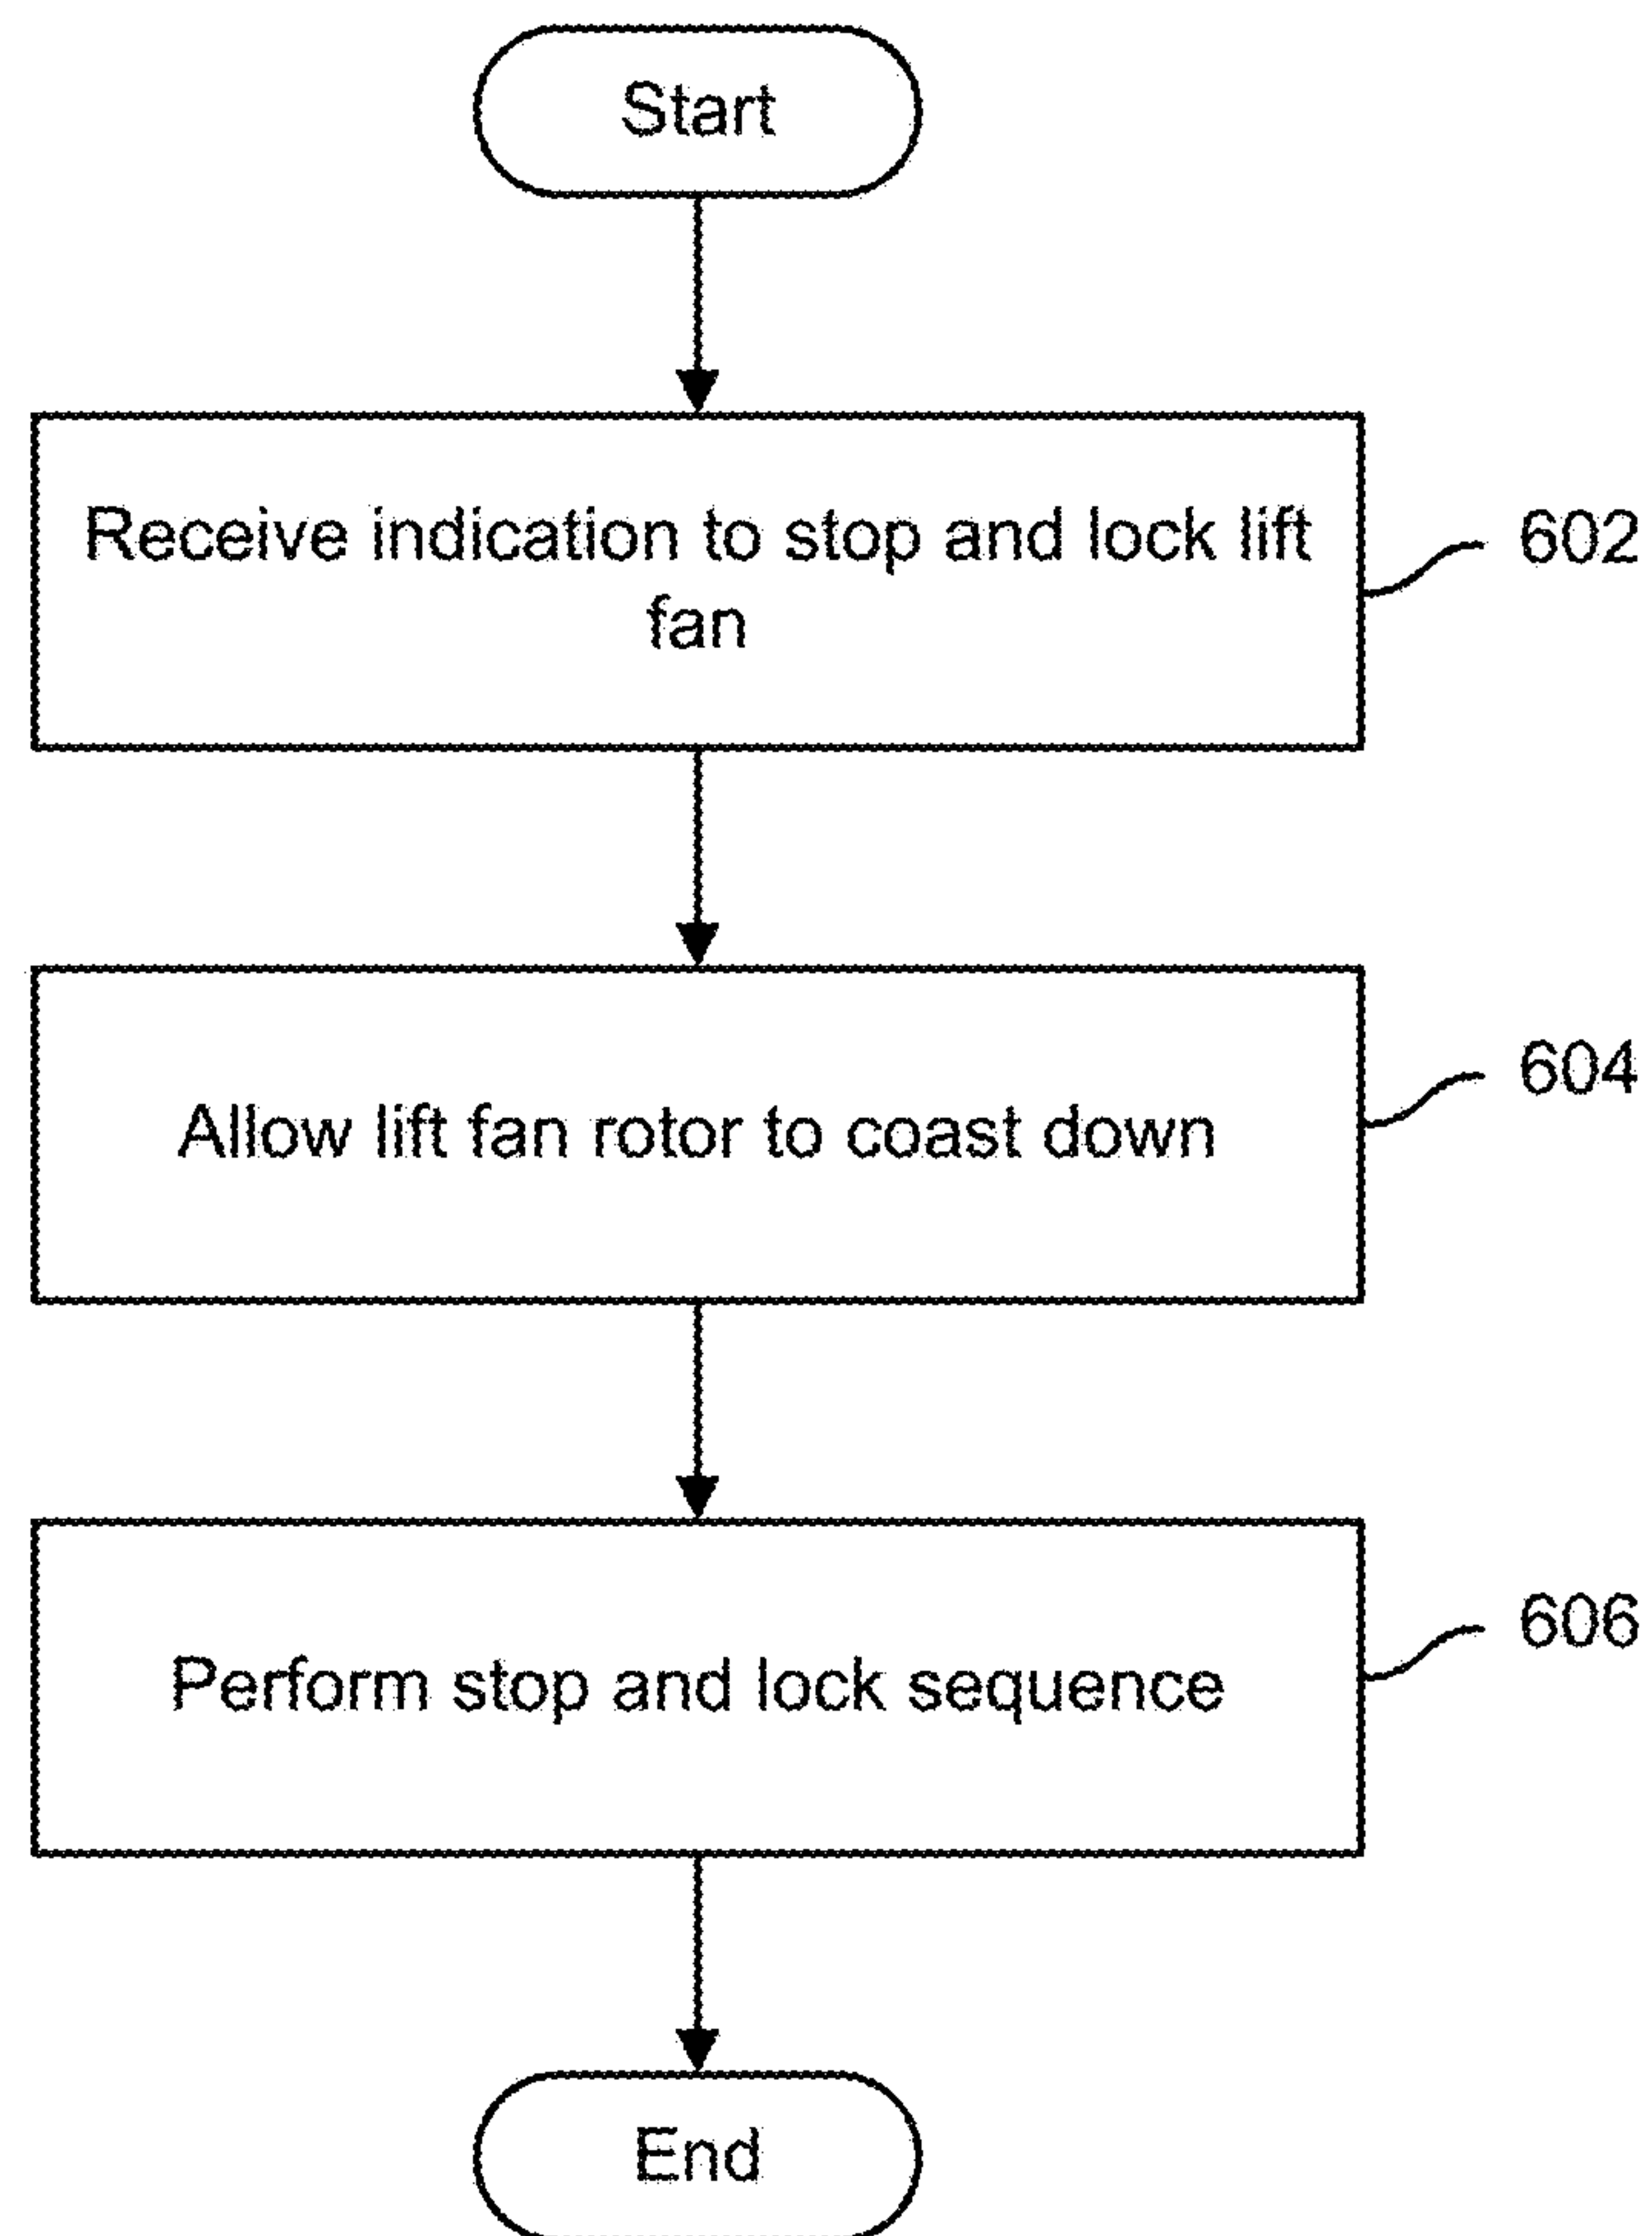 Start
Receive indication to stop and lock lift
fan
602
Allow lift fan rotor to coast down
604
Perform stop and lock sequence
606
End